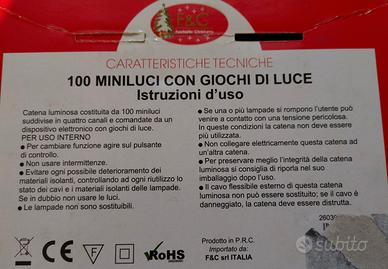 F&C
CARATTERISTICHE TECNICHE
100 MINILUCI CON GIOCHI DI LUCE
Istruzioni d'uso
Catena luminosa costituita da 100 miniluci
suddivise in quattro canali e comandate da un
dispositivo elettronico con giochi di luce.
PER USO INTERNO
• Per cambiare funzione agire sul pulsante
di controllo.
• Non usare intermittenze.
• Evitare ogni possibile deterioramento dei
materiali isolanti, controllando ad ogni riutilizzo lo
stato dei cavi e i materiali isolanti delle lampade.
Se in dubbio non usare le luci.
• Le lampade non sono sostituibili.
• Se una o più lampade si rompono l'utente può
venire a contatto con una tensione pericolosa.
In queste condizioni la catena non deve essere
più utilizzata.
• Non collegare elettricamente questa catena ad
un'altra catena.
• Per preservare meglio l'integrità della catena
luminosa si consiglia di riporla nel suo
imballaggio dopo l'uso.
• Il cavo flessibile esterno di questa catena
luminosa non può essere sostituito; se il cavo è
danneggiato, la catena deve essere distrutta.
CE
F
RoHS
Prodotto in P.R.C.
Importato da:
F&C srl ITALIA
2603
subito